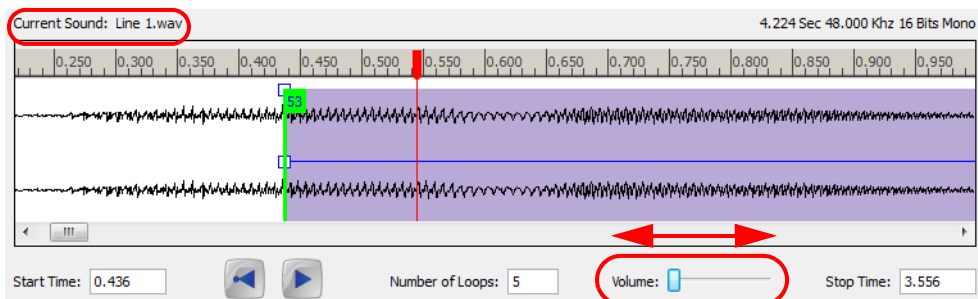 Current Sound: Line 1.wav 4.224 Sec 48.000 Khz 16 Bits Mono
0.250 0.300 0.350 0.400 0.450 0.500 0.550 0.600 0.650 0.700 0.750 0.800 0.850 0.900 0.950
53
Start Time: 0.436 Number of Loops: 5 Volume: Stop Time: 3.556